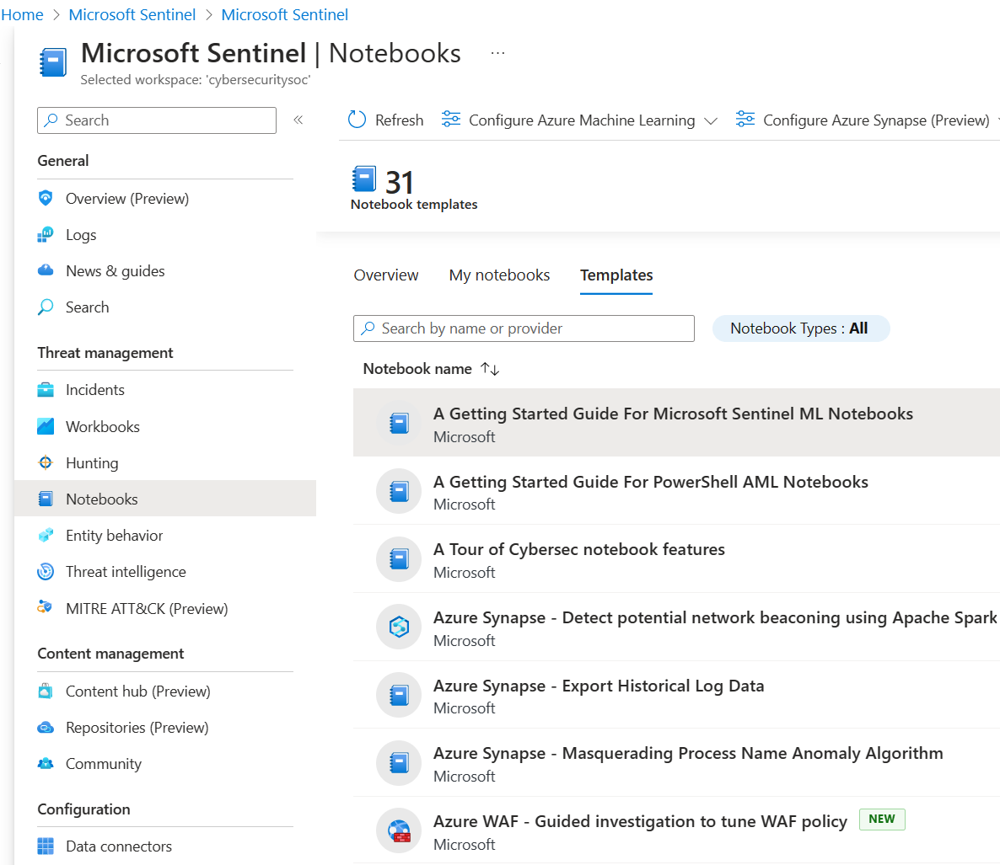 Home > Microsoft Sentinel > Microsoft Sentinel
Microsoft Sentinel | Notebooks ...
Selected workspace: 'cybersecuritysoc'
Search «
Refresh Configure Azure Machine Learning Configure Azure Synapse (Preview)
General
Overview (Preview)
Logs
News & guides
Search
Threat management
Incidents
Workbooks
Hunting
Notebooks
Entity behavior
Threat intelligence
MITRE ATT&CK (Preview)
Content management
Content hub (Preview)
Repositories (Preview)
Community
Configuration
Data connectors
31
Notebook templates
Overview My notebooks Templates
Search by name or provider Notebook Types : All
Notebook name ↑↓
A Getting Started Guide For Microsoft Sentinel ML Notebooks
Microsoft
A Getting Started Guide For PowerShell AML Notebooks
Microsoft
A Tour of Cybersec notebook features
Microsoft
Azure Synapse - Detect potential network beaconing using Apache Spark
Microsoft
Azure Synapse - Export Historical Log Data
Microsoft
Azure Synapse - Masquerading Process Name Anomaly Algorithm
Microsoft
Azure WAF - Guided investigation to tune WAF policy NEW
Microsoft